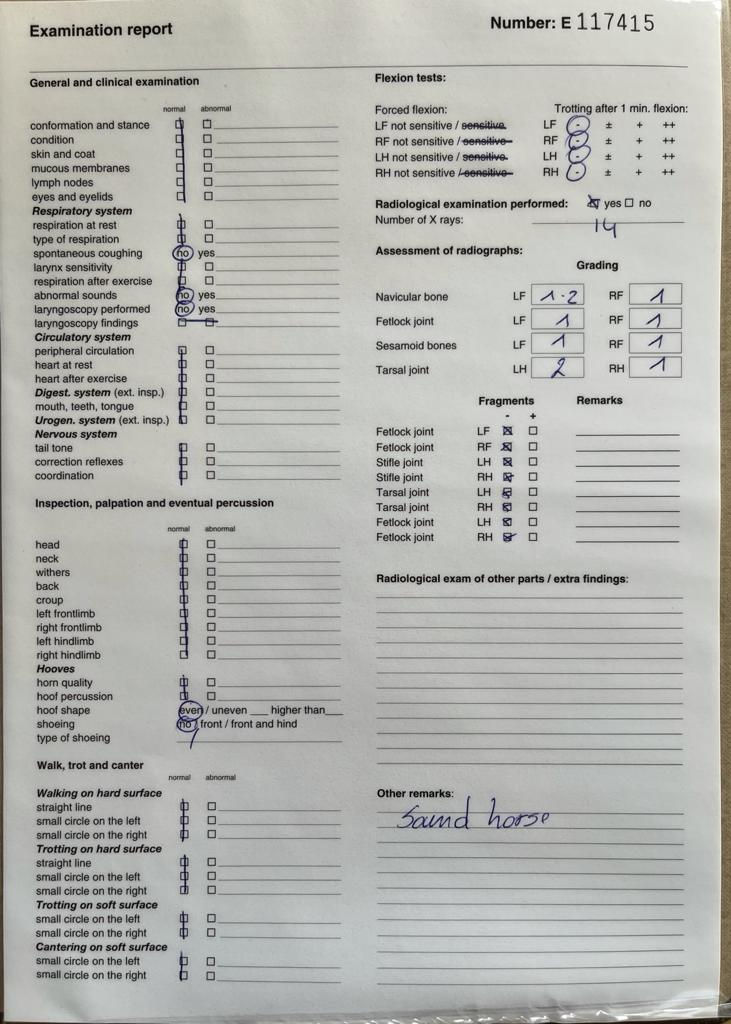 Examination report
Number: E 117415
General and clinical examination
normal abnormal
conformation and stance
condition
skin and coat
mucous membranes
lymph nodes
eyes and eyelids
Respiratory system
respiration at rest
type of respiration
spontaneous coughing no yes
larynx sensitivity
respiration after exercise
abnormal sounds no yes
laryngoscopy performed no yes
laryngoscopy findings
Circulatory system
peripheral circulation
heart at rest
heart after exercise
Digest. system (ext. insp.)
mouth, teeth, tongue
Urogen. system (ext. insp.)
Nervous system
tail tone
correction reflexes
coordination
Inspection, palpation and eventual percussion
normal abnormal
head
neck
withers
back
croup
left frontlimb
right frontlimb
left hindlimb
right hindlimb
Hooves
horn quality
hoof percussion
hoof shape even / uneven ___ higher than___
shoeing no / front / front and hind
type of shoeing /
Walk, trot and canter
normal abnormal
Walking on hard surface
straight line
small circle on the left
small circle on the right
Trotting on hard surface
straight line
small circle on the left
small circle on the right
Trotting on soft surface
small circle on the left
small circle on the right
Cantering on soft surface
small circle on the left
small circle on the right
Flexion tests:
Forced flexion: Trotting after 1 min. flexion:
LF not sensitive / sensitive LF - ± + ++
RF not sensitive / sensitive RF - ± + ++
LH not sensitive / sensitive LH - ± + ++
RH not sensitive / sensitive RH - ± + ++
Radiological examination performed: yes no
Number of X rays: 14
Assessment of radiographs:
Grading
Navicular bone LF 1-2 RF 1
Fetlock joint LF 1 RF 1
Sesamoid bones LF 1 RF 1
Tarsal joint LH 2 RH 1
Fragments Remarks
- +
Fetlock joint LF
Fetlock joint RF
Stifle joint LH
Stifle joint RH
Tarsal joint LH
Tarsal joint RH
Fetlock joint LH
Fetlock joint RH
Radiological exam of other parts / extra findings:
Other remarks:
Sound horse